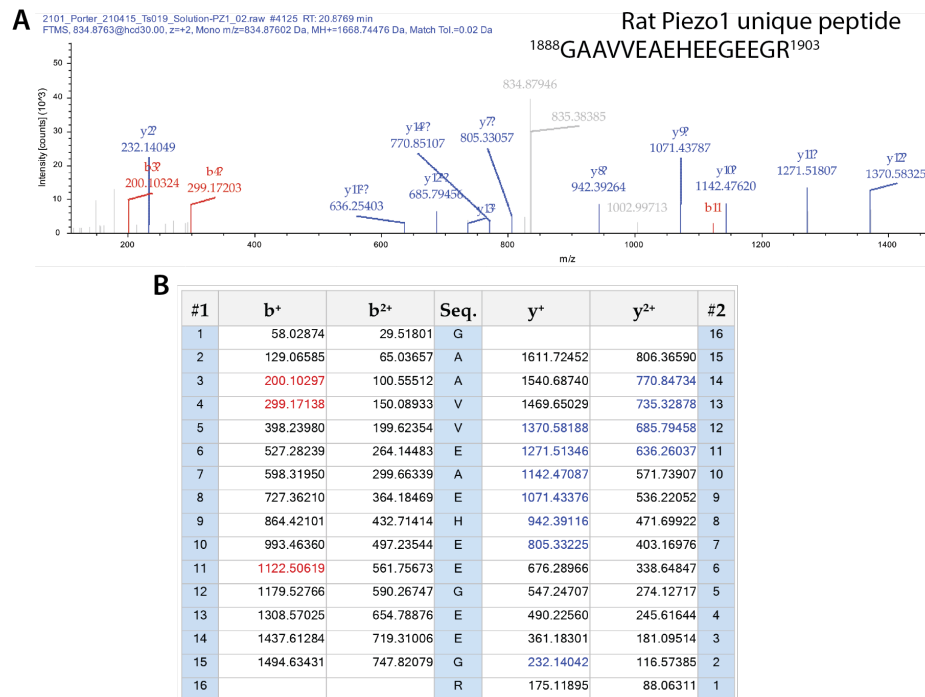 A
2101_Porter_210415_Ts019_Solution-PZ1_02.raw #4125 RT: 20.8769 min
FTMS, 834.8763@hcd30.00, z=+2, Mono m/z=834.87602 Da, MH+=1668.74476 Da, Match Tol.=0.02 Da
Rat Piezo1 unique peptide
1888GAAVVEAEHEEGEEGR1903
Intensity [counts] (10^3)
50
40
30
20
10
0
y2?
232.14049
b3?
200.10324
b4?
299.17203
y11²?
636.25403
y14²?
770.85107
y12²?
685.79456
y13²
y7?
805.33057
834.87946
835.38385
y8?
942.39264
1002.99713
y9?
1071.43787
b11
y10?
1142.47620
y11?
1271.51807
y12?
1370.58325
200
400
600
800
1000
1200
1400
m/z
B
#1 b⁺ b²⁺ Seq. y⁺ y²⁺ #2
1 58.02874 29.51801 G 16
2 129.06585 65.03657 A 1611.72452 806.36590 15
3 200.10297 100.55512 A 1540.68740 770.84734 14
4 299.17138 150.08933 V 1469.65029 735.32878 13
5 398.23980 199.62354 V 1370.58188 685.79458 12
6 527.28239 264.14483 E 1271.51346 636.26037 11
7 598.31950 299.66339 A 1142.47087 571.73907 10
8 727.36210 364.18469 E 1071.43376 536.22052 9
9 864.42101 432.71414 H 942.39116 471.69922 8
10 993.46360 497.23544 E 805.33225 403.16976 7
11 1122.50619 561.75673 E 676.28966 338.64847 6
12 1179.52766 590.26747 G 547.24707 274.12717 5
13 1308.57025 654.78876 E 490.22560 245.61644 4
14 1437.61284 719.31006 E 361.18301 181.09514 3
15 1494.63431 747.82079 G 232.14042 116.57385 2
16 R 175.11895 88.06311 1